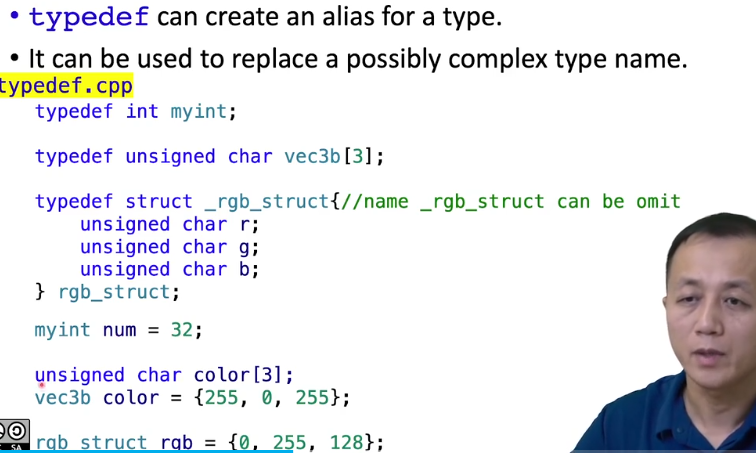 • typedef can create an alias for a type.
• It can be used to replace a possibly complex type name.
typedef.cpp
typedef int myint;
typedef unsigned char vec3b[3];
typedef struct _rgb_struct{//name _rgb_struct can be omit
unsigned char r;
unsigned char g;
unsigned char b;
} rgb_struct;
myint num = 32;
unsigned char color[3];
vec3b color = {255, 0, 255};
rgb_struct rgb = {0, 255, 128};
SA